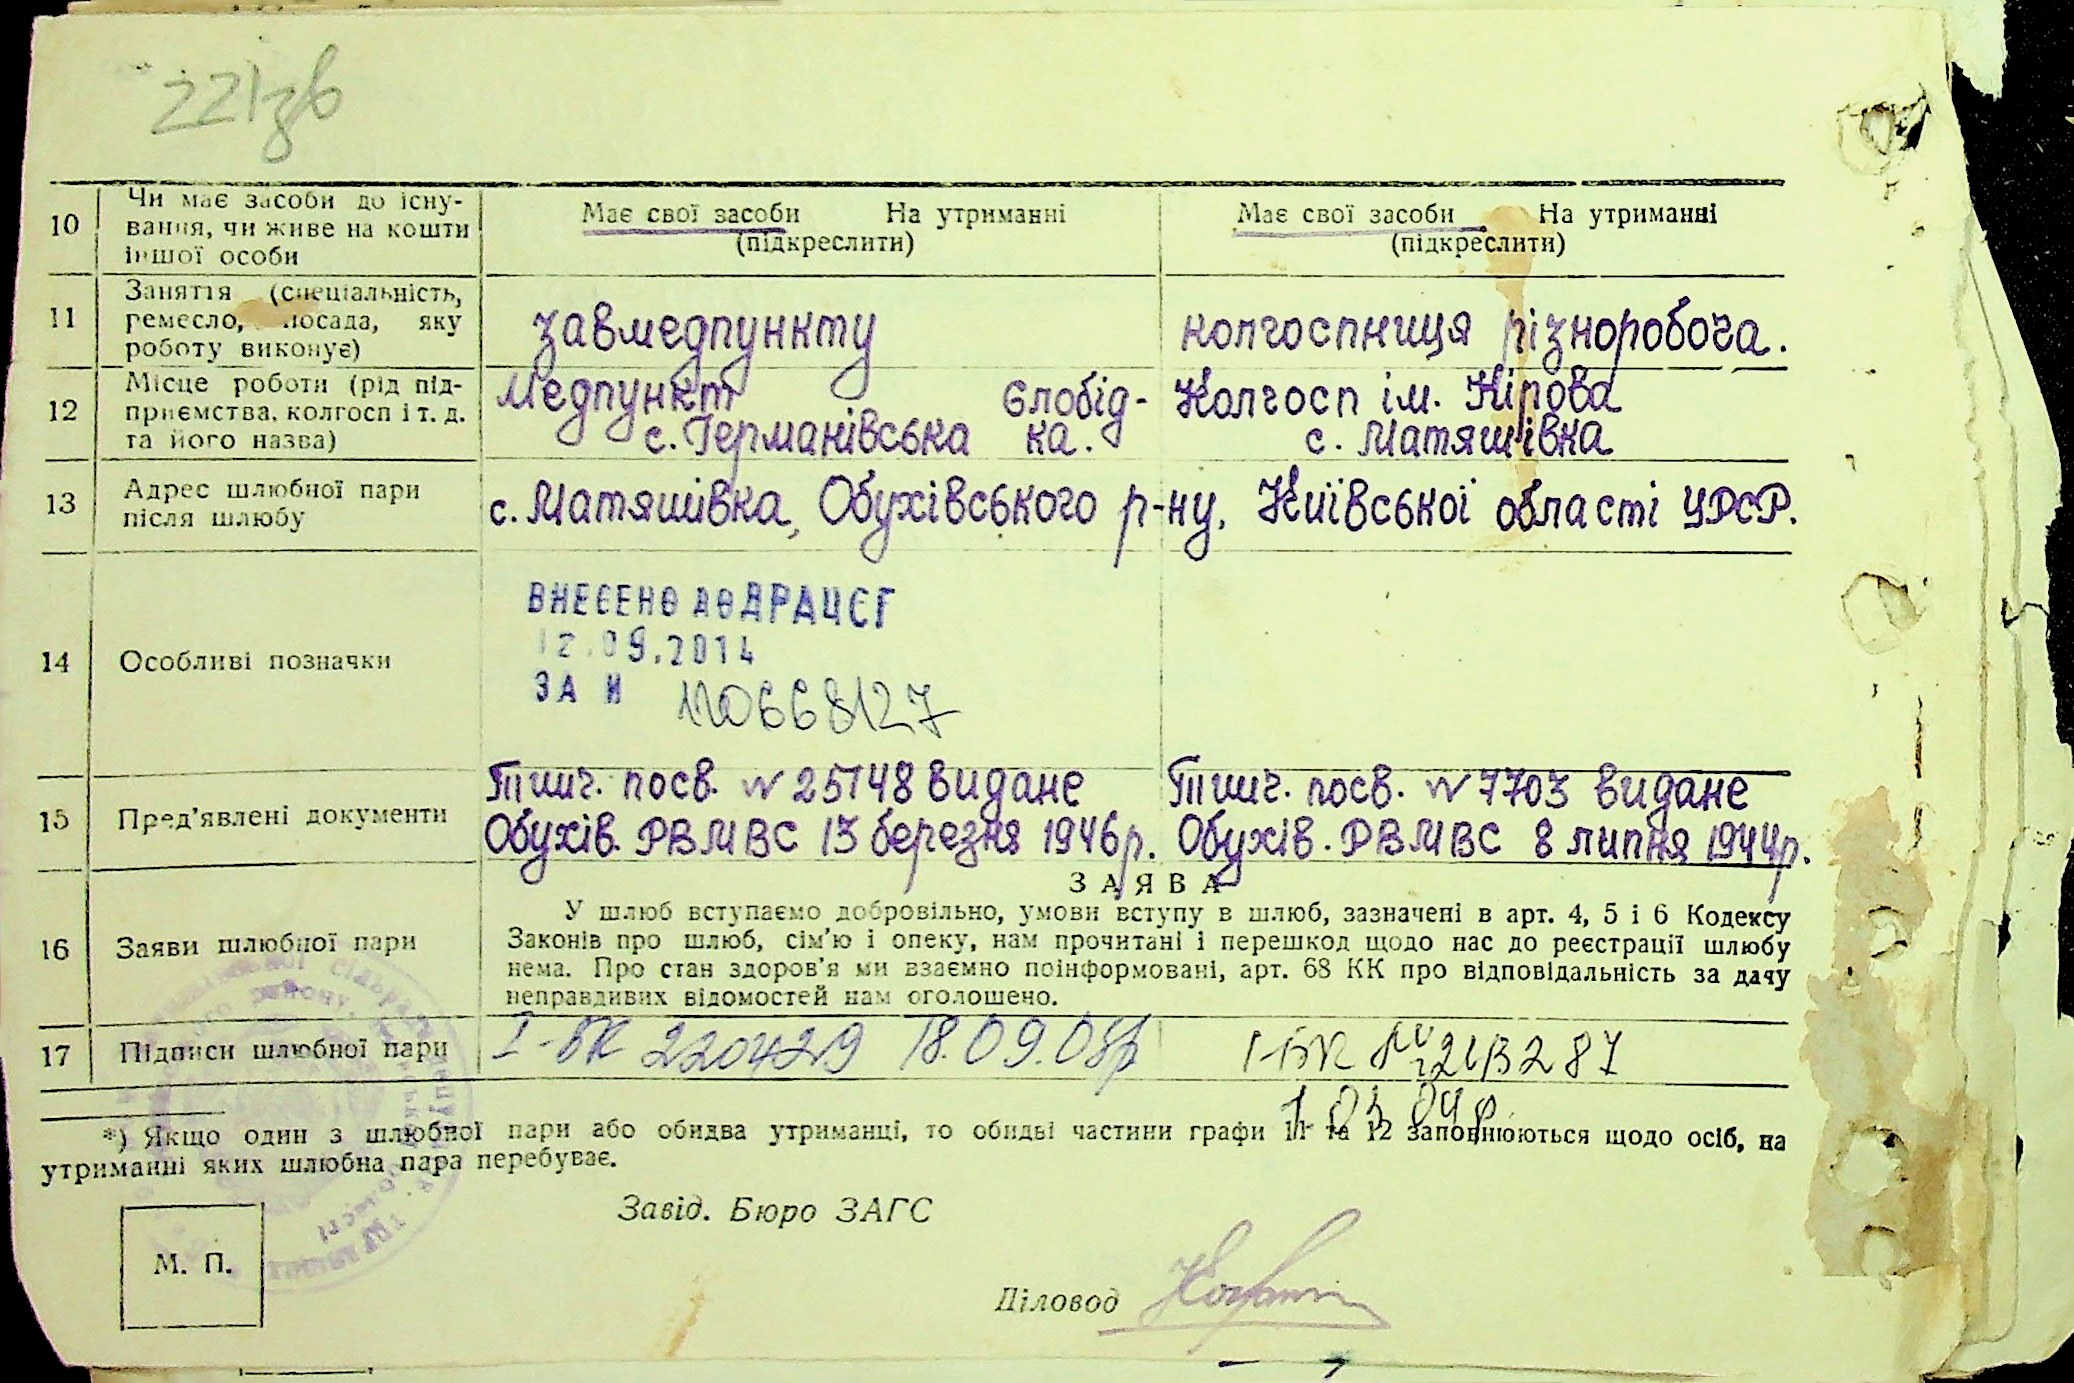 221зв
10 Чи має засоби до існу-
вання, чи живе на кошти
іншої особи
Має свої засоби На утриманні
(підкреслити)
Має свої засоби На утриманні
(підкреслити)
11 Заняття (спеціальність,
ремесло, посада, яку
роботу виконує)
завмедпункту
колгоспниця різноробоча.
12 Місце роботи (рід під-
приємства, колгосп і т. д.
та його назва)
Медпункт Слобід-
с. Германівська ка.
Колгосп ім. Кірова
с. Матяшівка
13 Адрес шлюбної пари
після шлюбу
с. Матяшівка, Обухівського р-ну, Київської області УРСР.
14 Особливі позначки
ВНЕСЕНО ДО ДРАЦСГ
12.09.2014
ЗА N
15 Пред'явлені документи
Тимч. посв. № 25748 видане
Обухів. РВМВС 13 березня 1946р.
Тимч. посв. № 7703 видане
Обухів. РВМВС 8 липня 1944р.
16 Заяви шлюбної пари
ЗАЯВА
У шлюб вступаємо добровільно, умови вступу в шлюб, зазначені в арт. 4, 5 і 6 Кодексу
Законів про шлюб, сім'ю і опеку, нам прочитані і перешкод щодо нас до реєстрації шлюбу
нема. Про стан здоров'я ми взаємно поінформовані, арт. 68 КК про відповідальність за дачу
неправдивих відомостей нам оголошено.
17 Підписи шлюбної пари
I-БК 220429 18.09.
I-БК №
*) Якщо один з шлюбної пари або обидва утриманці, то обидві частини графи 11 та 12 заповнюються щодо осіб, на
утриманні яких шлюбна пара перебуває.
Завід. Бюро ЗАГС
М. П.
Діловод